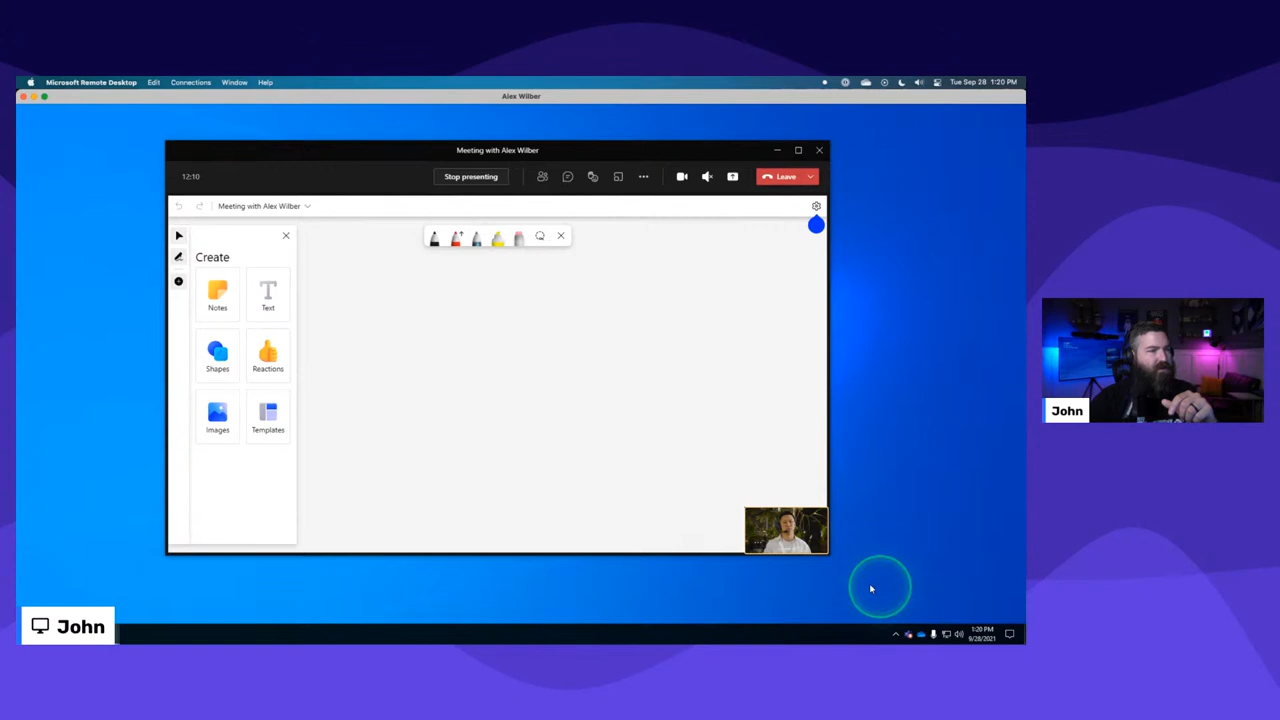 Microsoft Remote Desktop Edit Connections Window Help Tue Sep 28 1:20 PM
Alex Wilber
Meeting with Alex Wilber
12:10 Stop presenting Leave
Meeting with Alex Wilber
Create
Notes Text
Shapes Reactions
Images Templates
John
John
1:20 PM
9/28/2021